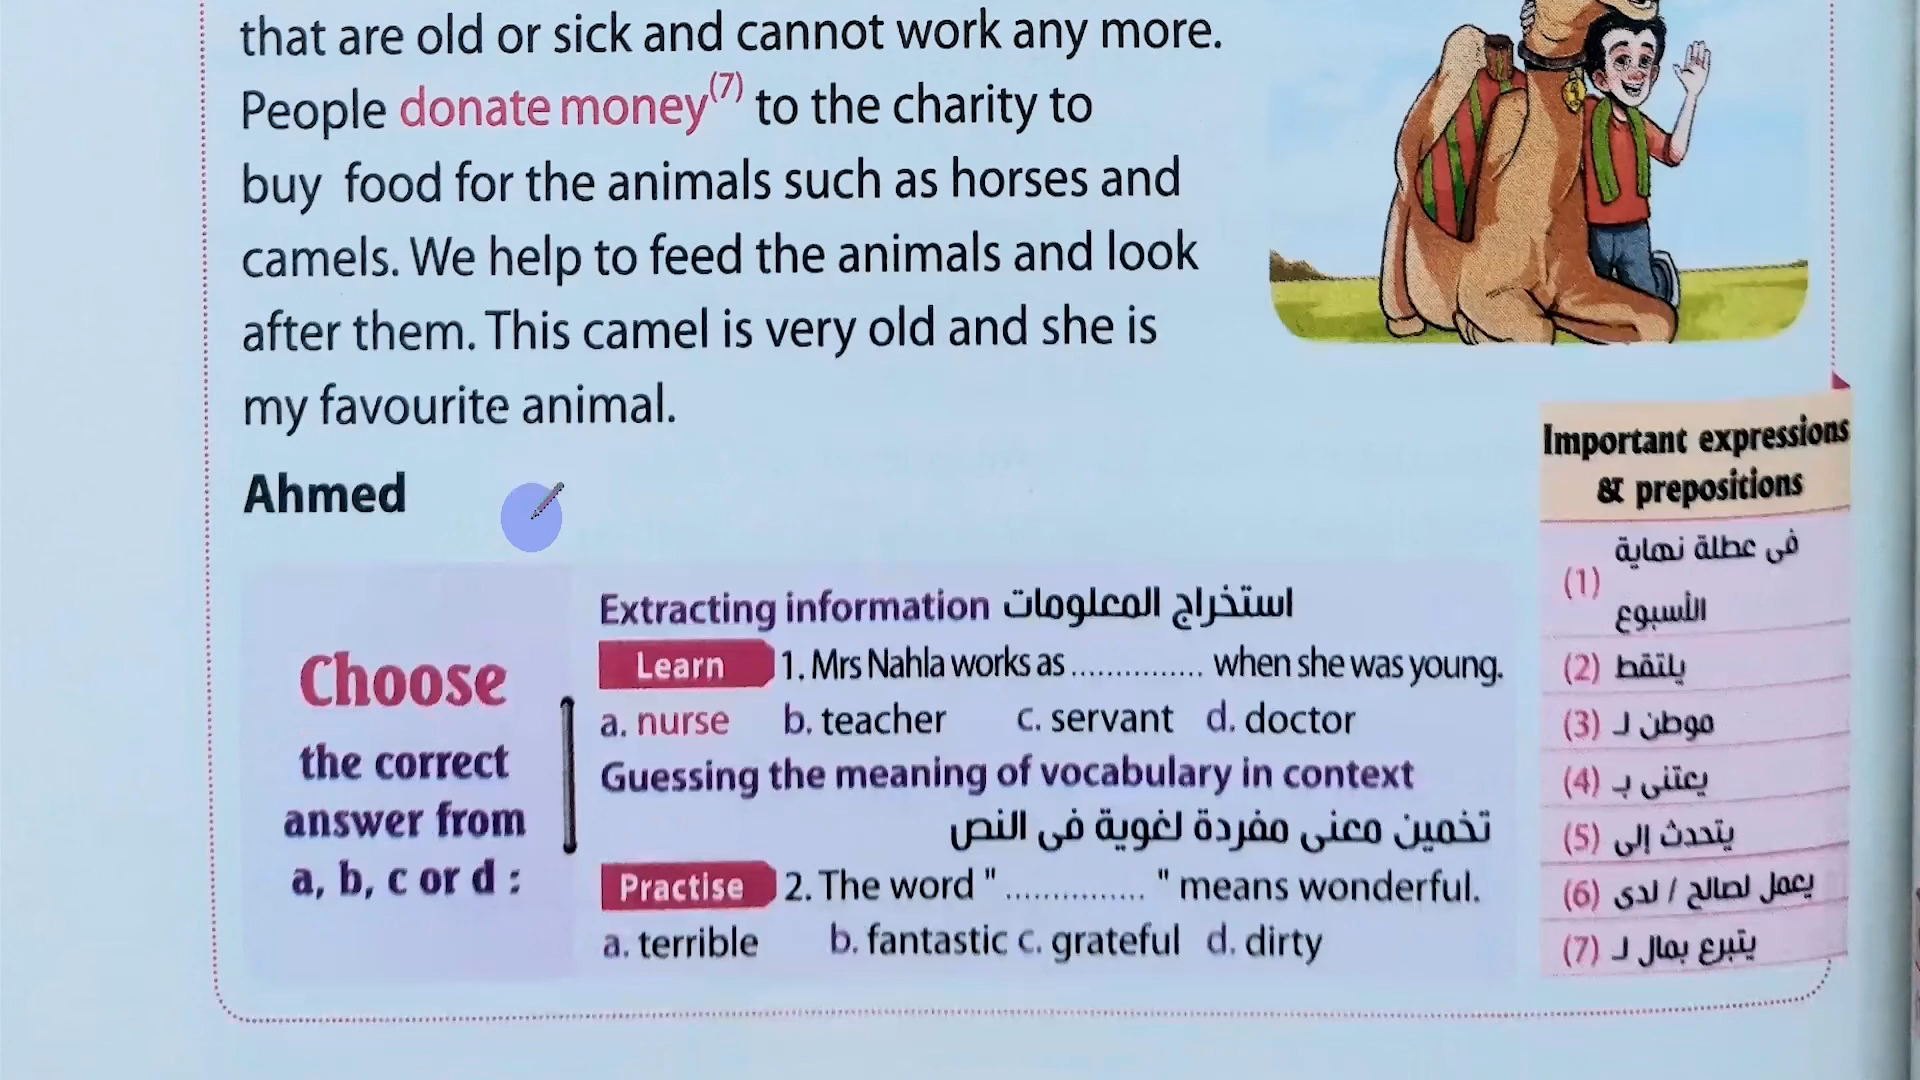 that are old or sick and cannot work any more.
People donate money(7) to the charity to
buy food for the animals such as horses and
camels. We help to feed the animals and look
after them. This camel is very old and she is
my favourite animal.
Ahmed
Choose
the correct
answer from
a, b, c or d :
Extracting information استخراج المعلومات
Learn 1. Mrs Nahla works as .............. when she was young.
a. nurse b. teacher c. servant d. doctor
Guessing the meaning of vocabulary in context
تخمين معنى مفردة لغوية فى النص
Practise 2. The word " .............. " means wonderful.
a. terrible b. fantastic c. grateful d. dirty
Important expressions
& prepositions
(1) فى عطلة نهاية
الأسبوع
(2) يلتقط
(3) موطن لـ
(4) يعتنى بـ
(5) يتحدث إلى
(6) يعمل لصالح / لدى
(7) يتبرع بمال لـ